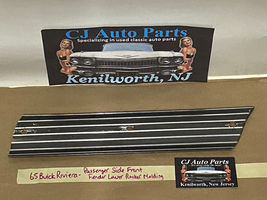 CJ Auto Parts
Specializing in used classic auto parts
Kenilworth, NJ
65 Buick Riviera - Passenger Side Front
Fender Lower Rocker Molding
CJ Auto Parts
Kenilworth, New Jersey